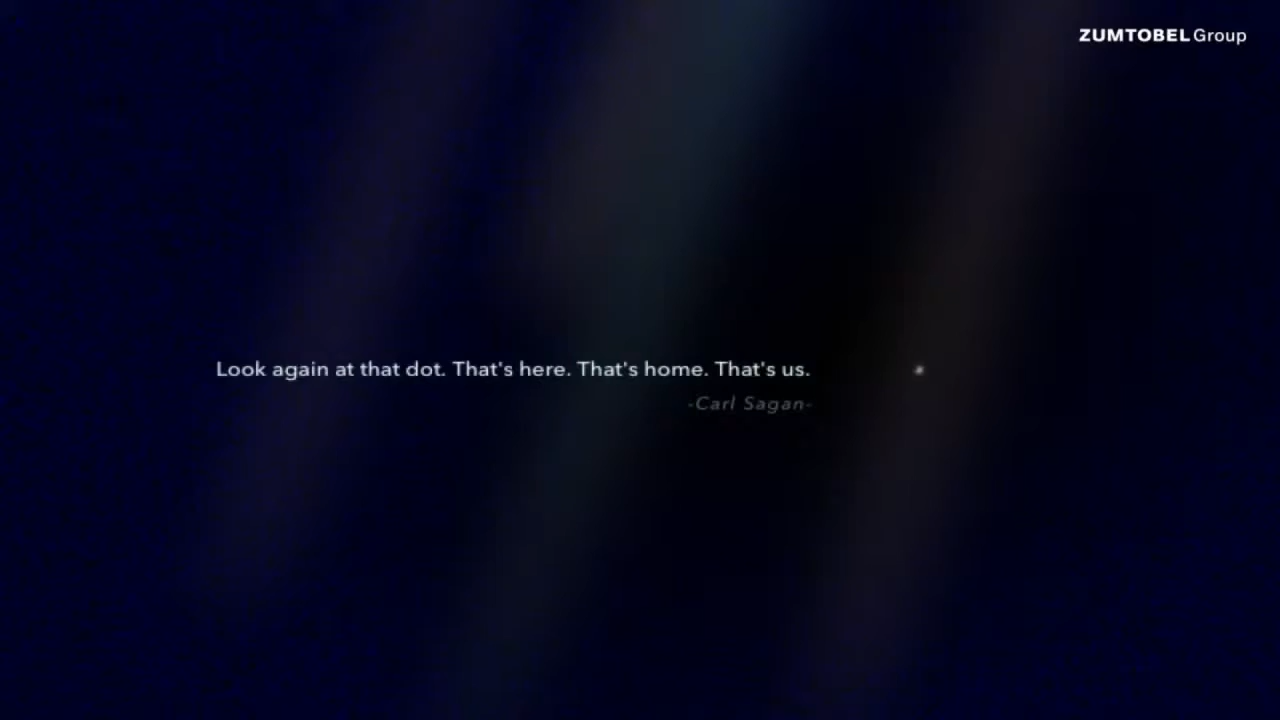 ZUMTOBEL Group
Look again at that dot. That's here. That's home. That's us.
-Carl Sagan-